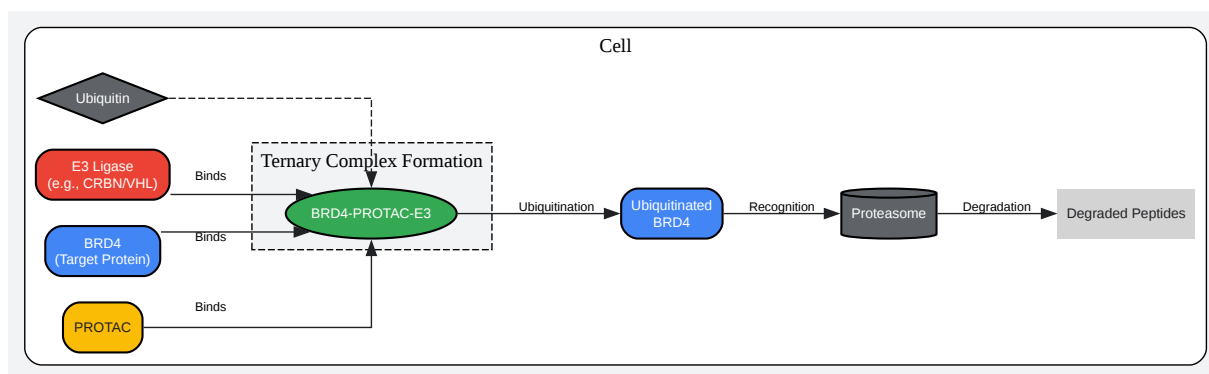 Cell
Ubiquitin
E3 Ligase
(e.g., CRBN/VHL)
Binds
Ternary Complex Formation
BRD4-PROTAC-E3
BRD4
(Target Protein)
Binds
PROTAC
Binds
Ubiquitination
Ubiquitinated
BRD4
Recognition
Proteasome
Degradation
Degraded Peptides